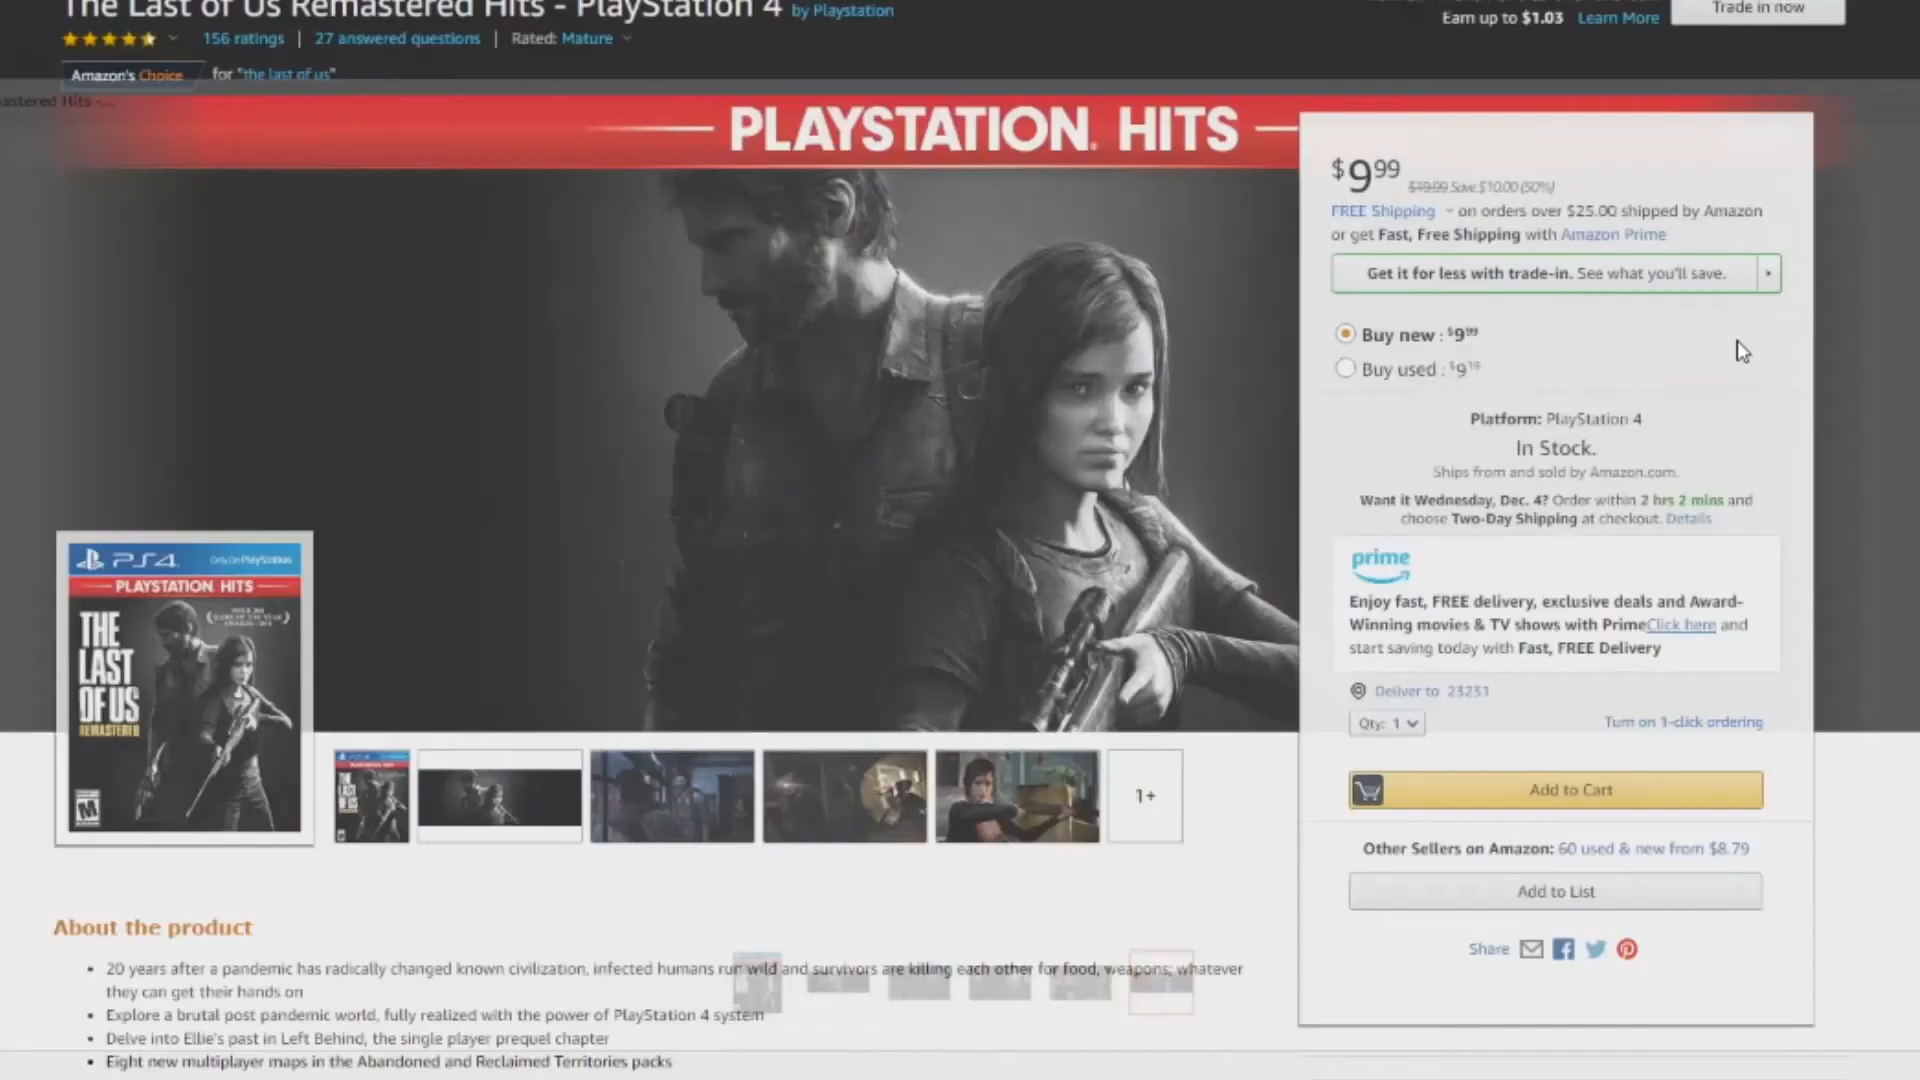 The Last of Us Remastered Hits - PlayStation 4 by Playstation
156 ratings | 27 answered questions | Rated: Mature
Amazon's Choice for "the last of us"
Earn up to $1.03 Learn More
Trade in now
astered Hits -...
PLAYSTATION HITS
$9 99 $19.99 Save $10.00 (50%)
FREE Shipping on orders over $25.00 shipped by Amazon
or get Fast, Free Shipping with Amazon Prime
Get it for less with trade-in. See what you'll save.
Buy new : $9 99
Buy used : $9 19
Platform: PlayStation 4
In Stock.
Ships from and sold by Amazon.com.
Want it Wednesday, Dec. 4? Order within 2 hrs 2 mins and
choose Two-Day Shipping at checkout. Details
prime
Enjoy fast, FREE delivery, exclusive deals and Award-
Winning movies & TV shows with PrimeClick here and
start saving today with Fast, FREE Delivery
Deliver to 23231
Qty: 1
Turn on 1-click ordering
Add to Cart
Other Sellers on Amazon: 60 used & new from $8.79
Add to List
Share
PS4 Only On PlayStation
PLAYSTATION HITS
THE
LAST
OF US
REMASTERED
M
1+
About the product
• 20 years after a pandemic has radically changed known civilization, infected humans run wild and survivors are killing each other for food, weapons; whatever
they can get their hands on
• Explore a brutal post pandemic world, fully realized with the power of PlayStation 4 system
• Delve into Ellie's past in Left Behind, the single player prequel chapter
• Eight new multiplayer maps in the Abandoned and Reclaimed Territories packs